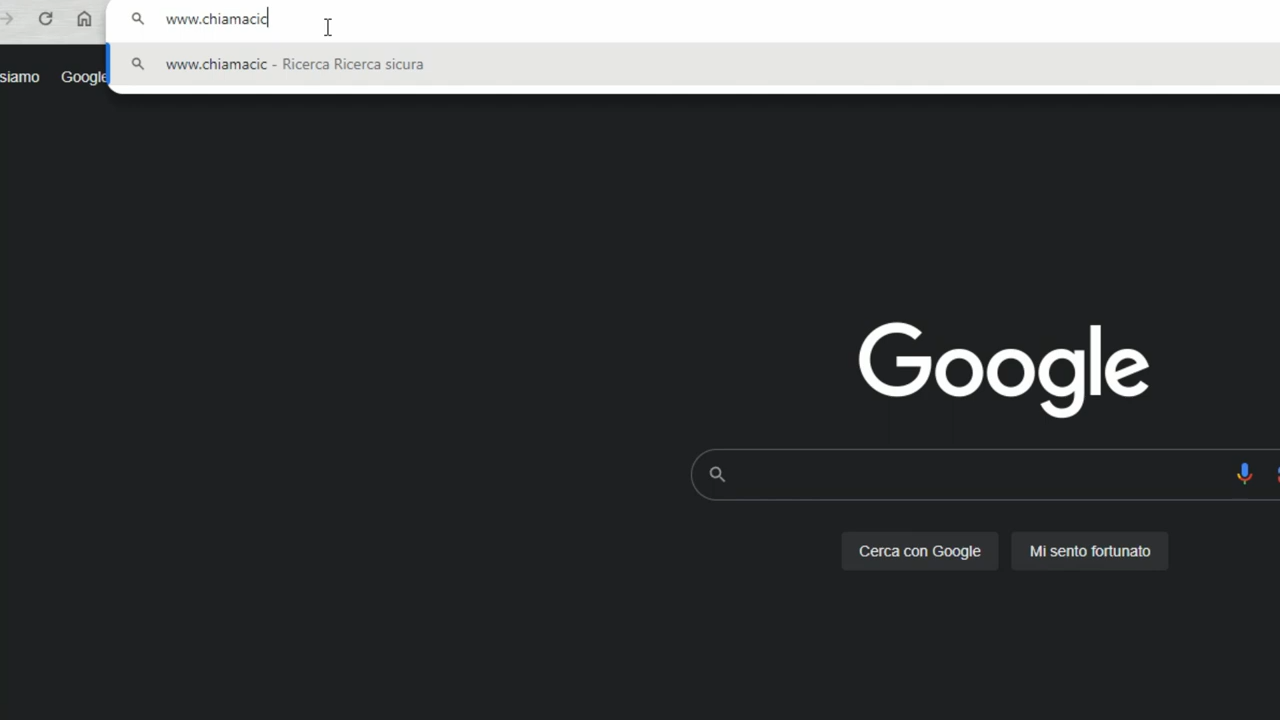 www.chiamacic
www.chiamacic - Ricerca Ricerca sicura
siamo Google
Google
Cerca con Google
Mi sento fortunato